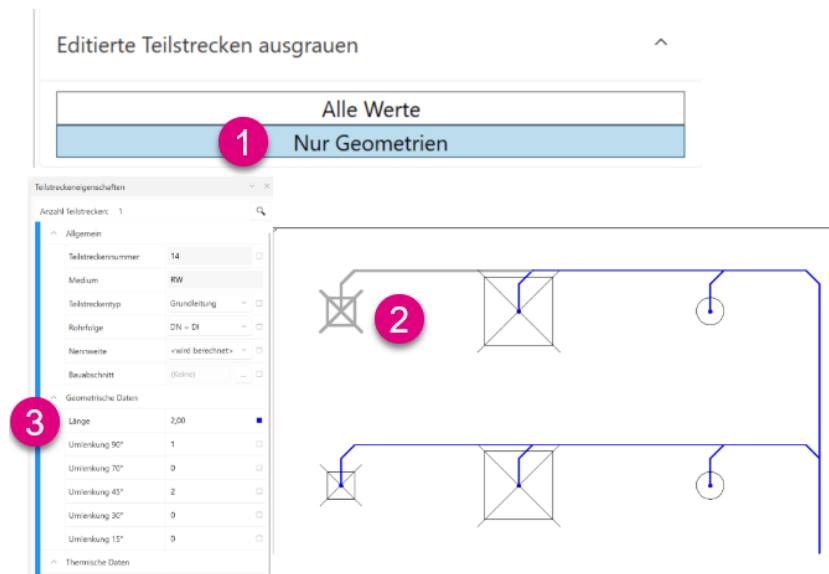 Editierte Teilstrecken ausgrauen
Alle Werte
1
Nur Geometrien
Teilstreckeneigenschaften
Anzahl Teilstrecken: 1
Allgemein
Teilstreckennummer 14
Medium RW
Teilstreckentyp Grundleitung
Rohrfolge DN = DI
Nennweite <wird berechnet>
Bauabschnitt (Keine) ...
Geometrische Daten
3
Länge 2,00
Umlenkung 90° 1
Umlenkung 70° 0
Umlenkung 45° 2
Umlenkung 30° 0
Umlenkung 15° 0
Thermische Daten
2